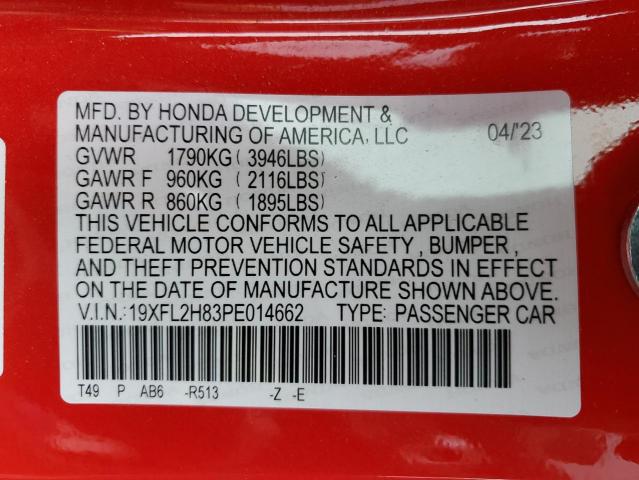 MFD. BY HONDA DEVELOPMENT &
MANUFACTURING OF AMERICA, LLC 04/'23
GVWR 1790KG (3946LBS)
GAWR F 960KG (2116LBS)
GAWR R 860KG (1895LBS)
THIS VEHICLE CONFORMS TO ALL APPLICABLE
FEDERAL MOTOR VEHICLE SAFETY , BUMPER ,
AND THEFT PREVENTION STANDARDS IN EFFECT
ON THE DATE OF MANUFACTURE SHOWN ABOVE.
V.I.N.:19XFL2H83PE014662 TYPE: PASSENGER CAR
T49 P AB6 -R513 -Z -E